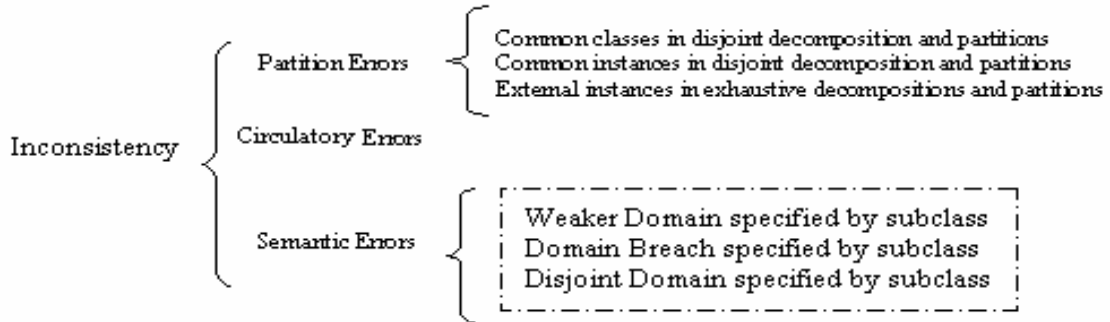 Common classes in disjoint decomposition and partitions
Partition Errors
Common instances in disjoint decomposition and partitions
External instances in exhaustive decompositions and partitions
Circulatory Errors
Inconsistency
Weaker Domain specified by subclass
Semantic Errors
Domain Breach specified by subclass
Disjoint Domain specified by subclass